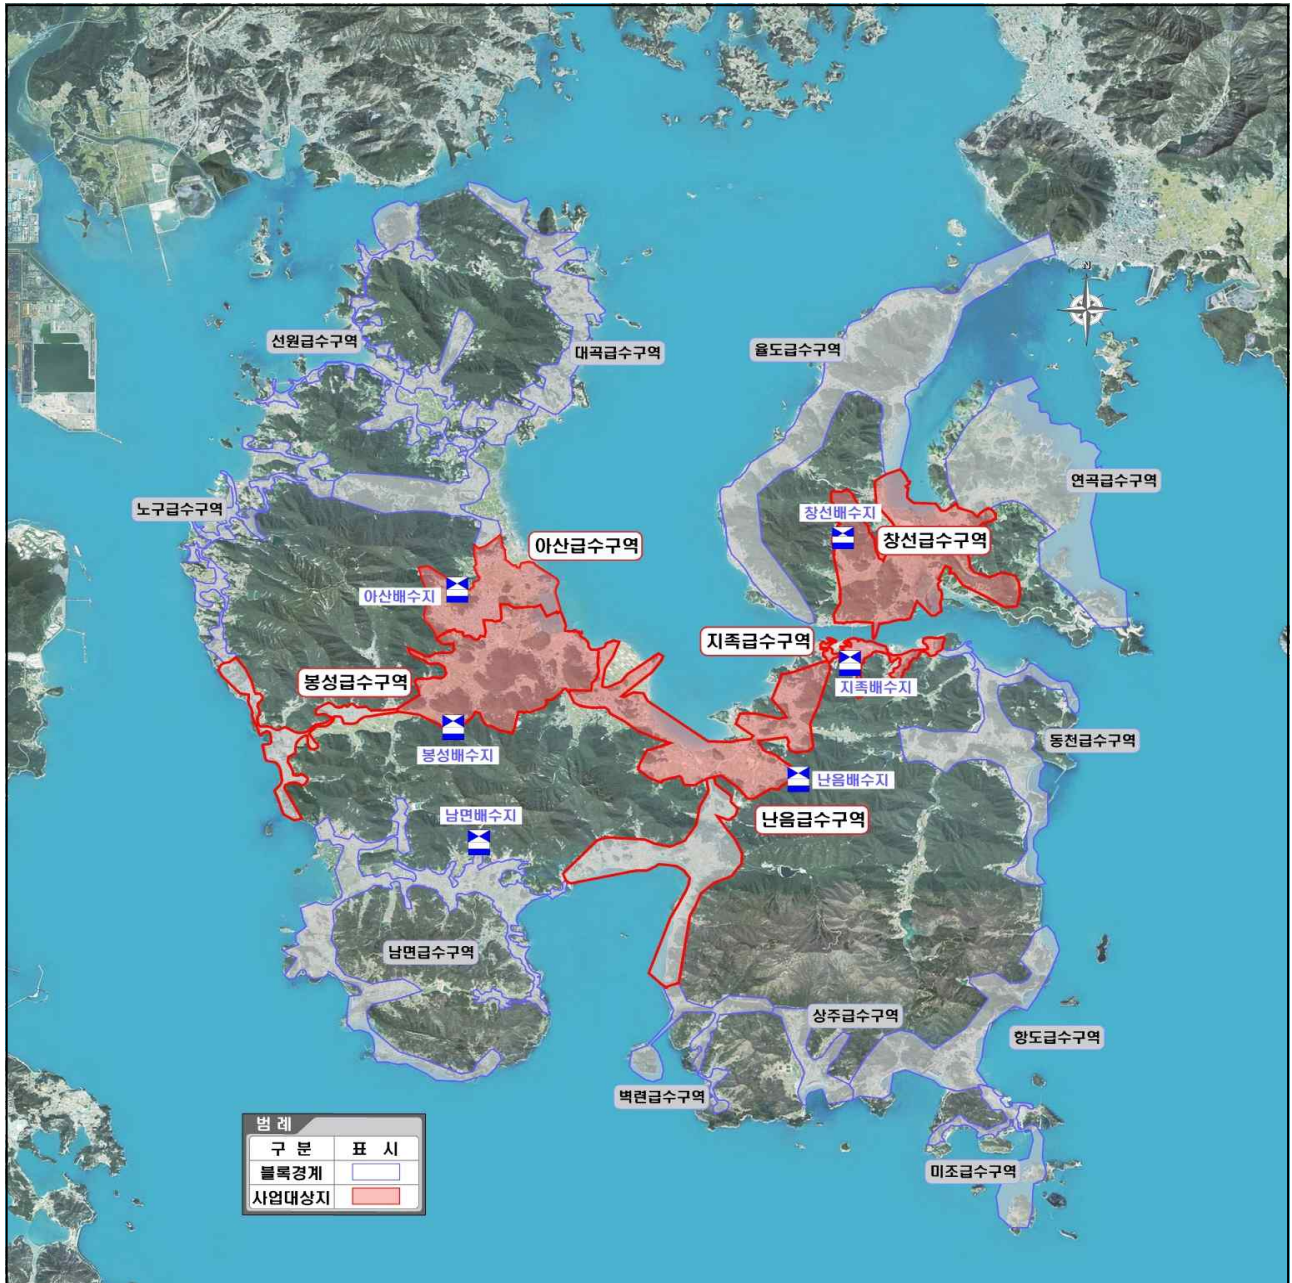 N
선원급수구역
대곡급수구역
율도급수구역
연곡급수구역
노구급수구역
창선배수지
창선급수구역
아산급수구역
아산배수지
지족급수구역
지족배수지
봉성급수구역
봉성배수지
동천급수구역
난음배수지
남면배수지
난음급수구역
남면급수구역
상주급수구역
항도급수구역
벽련급수구역
미조급수구역
범 례
구 분 표 시
블록경계
사업대상지